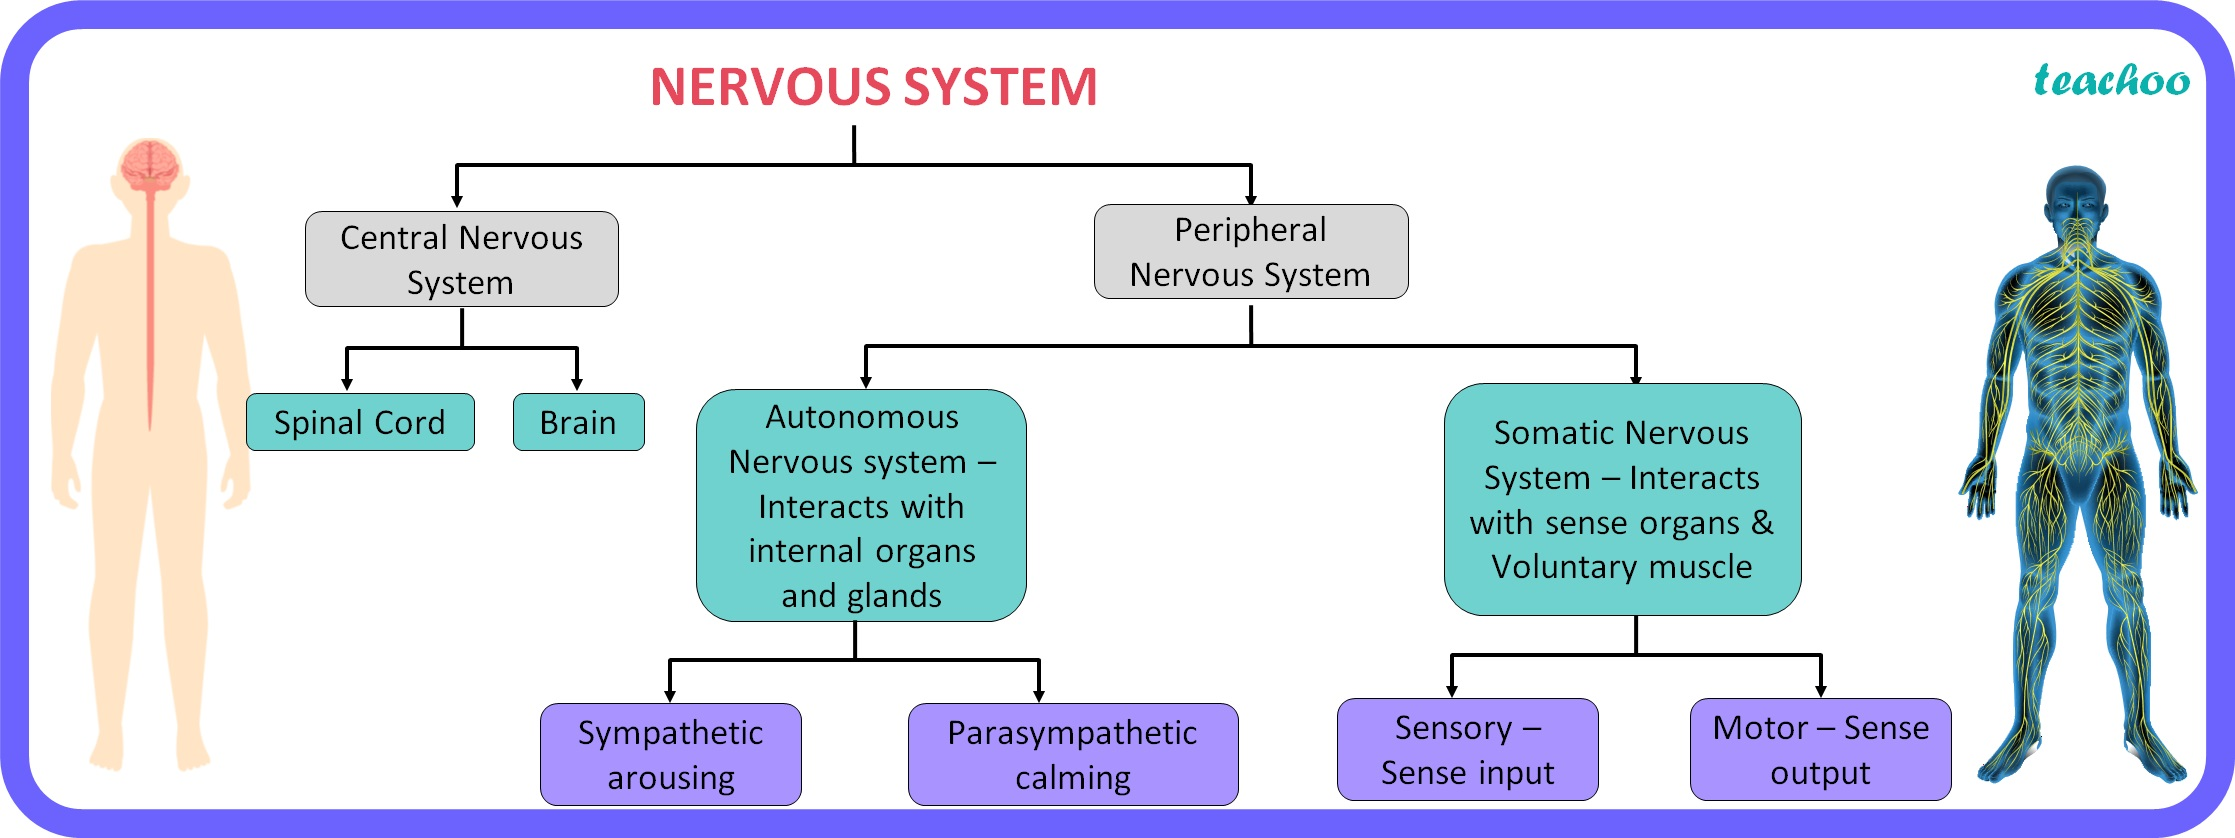 NERVOUS SYSTEM
teachoo
Central Nervous
System
Peripheral
Nervous System
Spinal Cord
Brain
Autonomous
Nervous system –
Interacts with
internal organs
and glands
Somatic Nervous
System – Interacts
with sense organs &
Voluntary muscle
Sympathetic
arousing
Parasympathetic
calming
Sensory –
Sense input
Motor – Sense
output